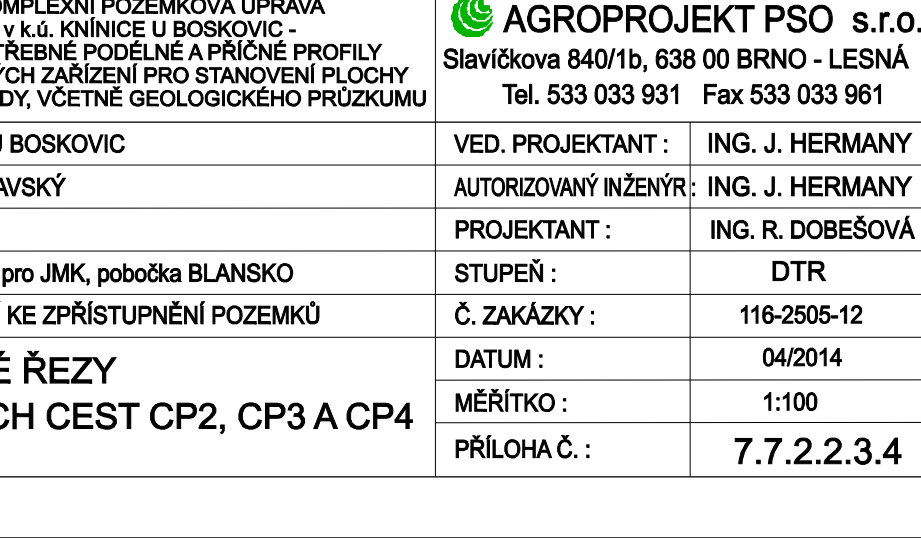 OMPLEXNÍ POZEMKOVÁ ÚPRAVA
v k.ú. KNÍNICE U BOSKOVIC -
TŘEBNÉ PODÉLNÉ A PŘÍČNÉ PROFILY
ÝCH ZAŘÍZENÍ PRO STANOVENÍ PLOCHY
DY, VČETNĚ GEOLOGICKÉHO PRŮZKUMU
AGROPROJEKT PSO s.r.o.
Slavíčkova 840/1b, 638 00 BRNO - LESNÁ
Tel. 533 033 931 Fax 533 033 961
U BOSKOVIC
VED. PROJEKTANT : ING. J. HERMANY
AVSKÝ
AUTORIZOVANÝ INŽENÝR : ING. J. HERMANY
PROJEKTANT : ING. R. DOBEŠOVÁ
pro JMK, pobočka BLANSKO
STUPEŇ : DTR
Í KE ZPŘÍSTUPNĚNÍ POZEMKŮ
Č. ZAKÁZKY : 116-2505-12
É ŘEZY
CH CEST CP2, CP3 A CP4
DATUM : 04/2014
MĚŘÍTKO : 1:100
PŘÍLOHA Č. : 7.7.2.2.3.4